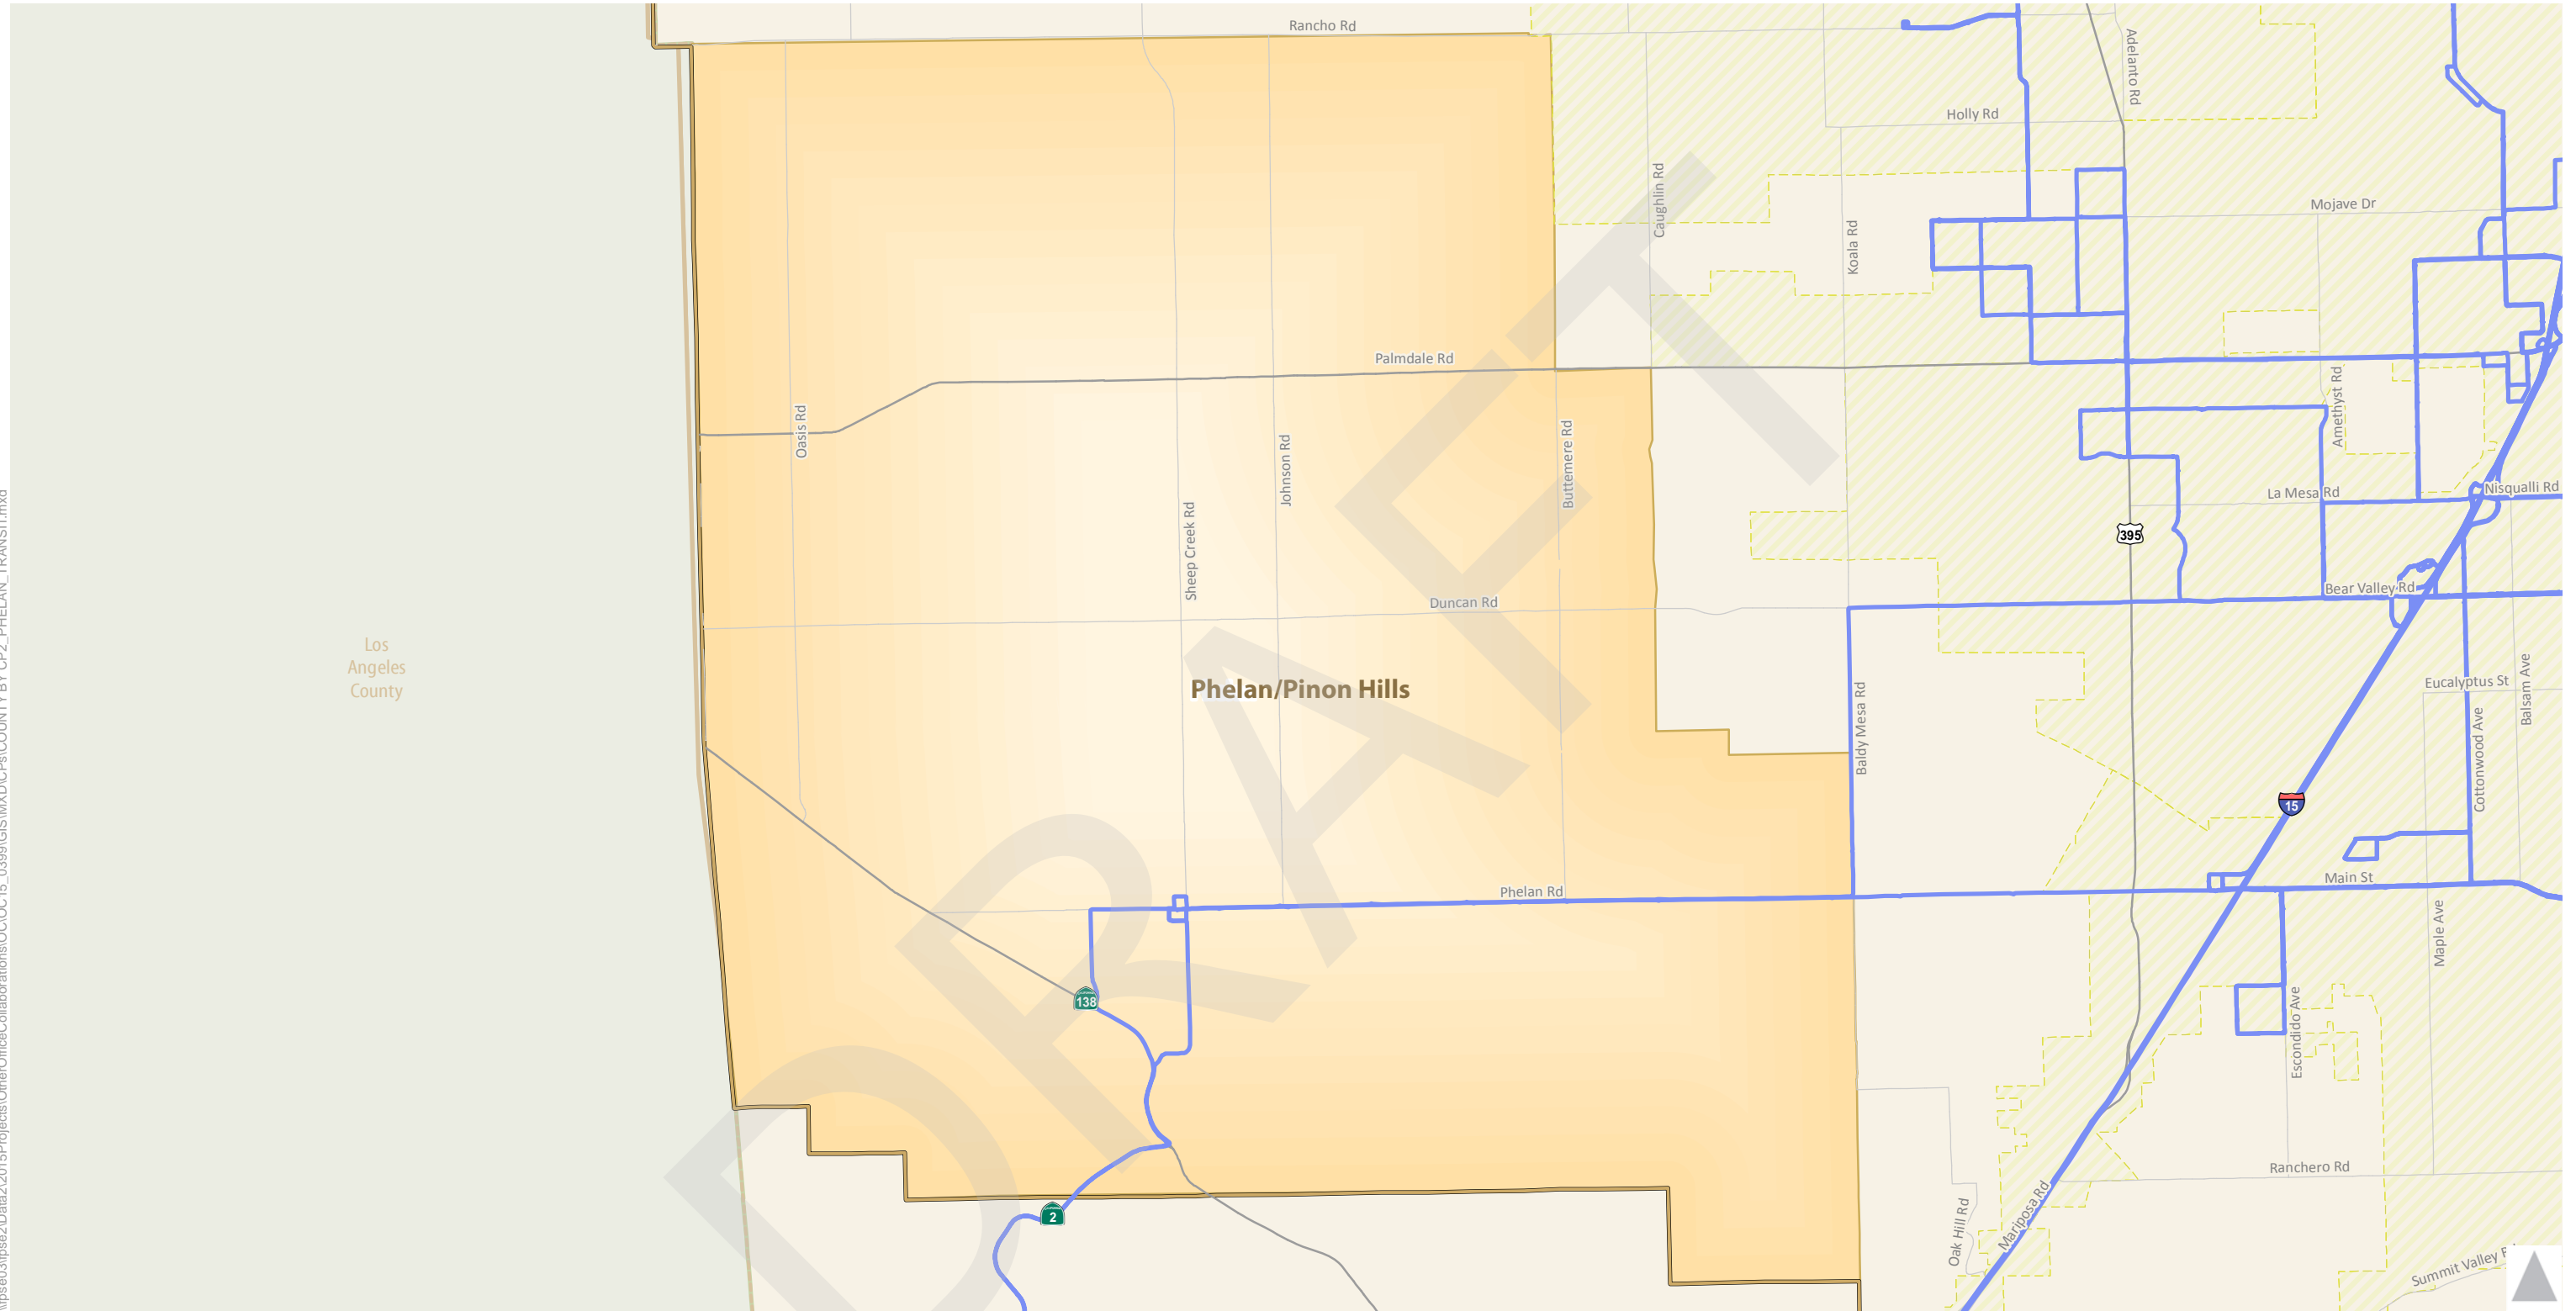 Rancho Rd
Adelanto Rd
Holly Rd
Caughlin Rd
Koala Rd
Mojave Dr
Palmdale Rd
Oasis Rd
Johnson Rd
Buttemere Rd
Amethyst Rd
Sheep Creek Rd
La Mesa Rd
Nisqualli Rd
395
Bear Valley Rd
Duncan Rd
Los
Angeles
County
Phelan/Pinon Hills
Baldy Mesa Rd
Eucalyptus St
Balsam Ave
Cottonwood Ave
15
Phelan Rd
Main St
Maple Ave
138
Escondido Ave
Ranchero Rd
2
Oak Hill Rd
Mariposa Rd
Summit Valley
DRAFT